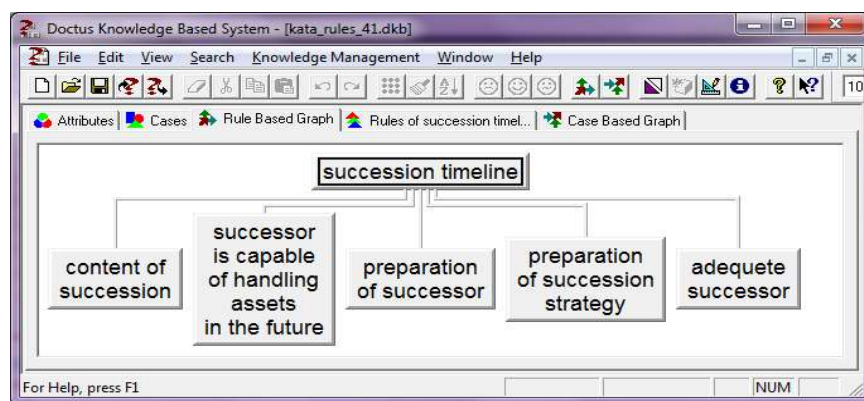 Doctus Knowledge Based System - [kata_rules_41.dkb]
File Edit View Search Knowledge Management Window Help
10
Attributes Cases Rule Based Graph Rules of succession timel... Case Based Graph
succession timeline
content of
succession
successor
is capable
of handling
assets
in the future
preparation
of successor
preparation
of succession
strategy
adequete
successor
For Help, press F1
NUM